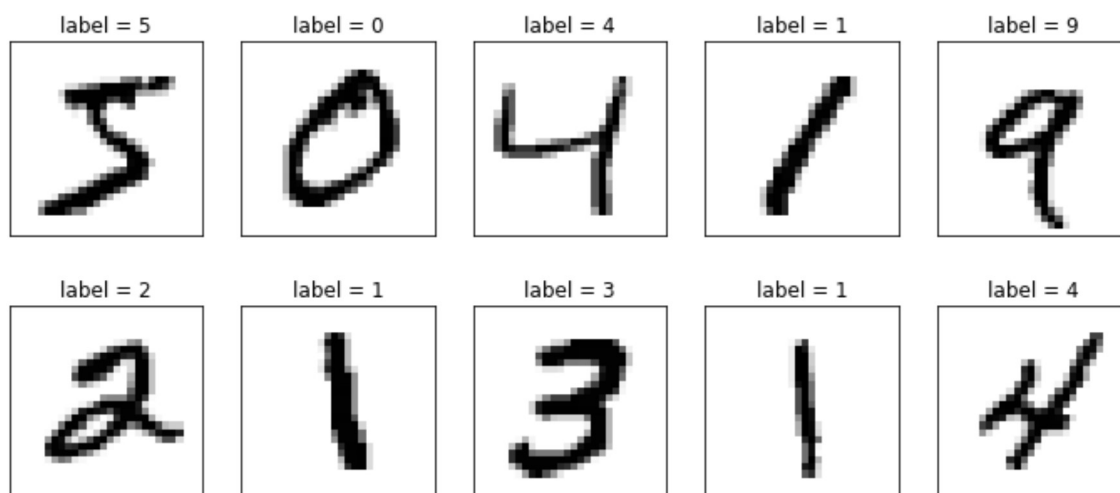 label = 5 label = 0 label = 4 label = 1 label = 9
5 0 4 1 9
label = 2 label = 1 label = 3 label = 1 label = 4
2 1 3 1 4